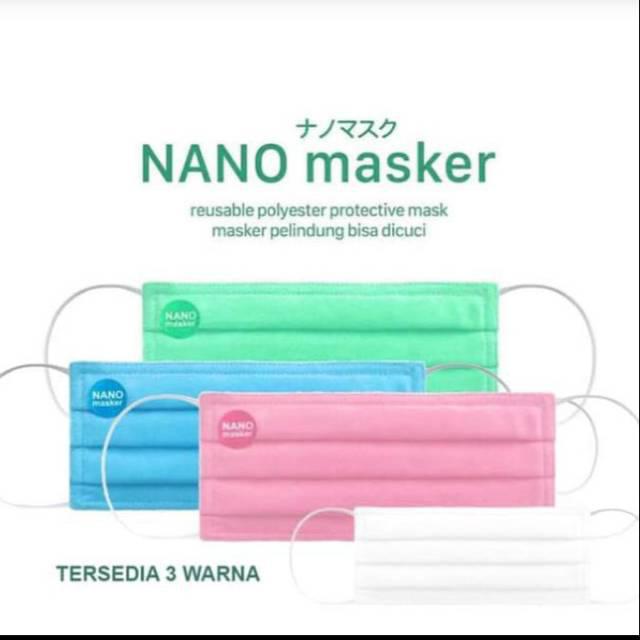 ナノマスク
NANO masker
reusable polyester protective mask
masker pelindung bisa dicuci
NANO
masker
NANO
masker
NANO
masker
TERSEDIA 3 WARNA